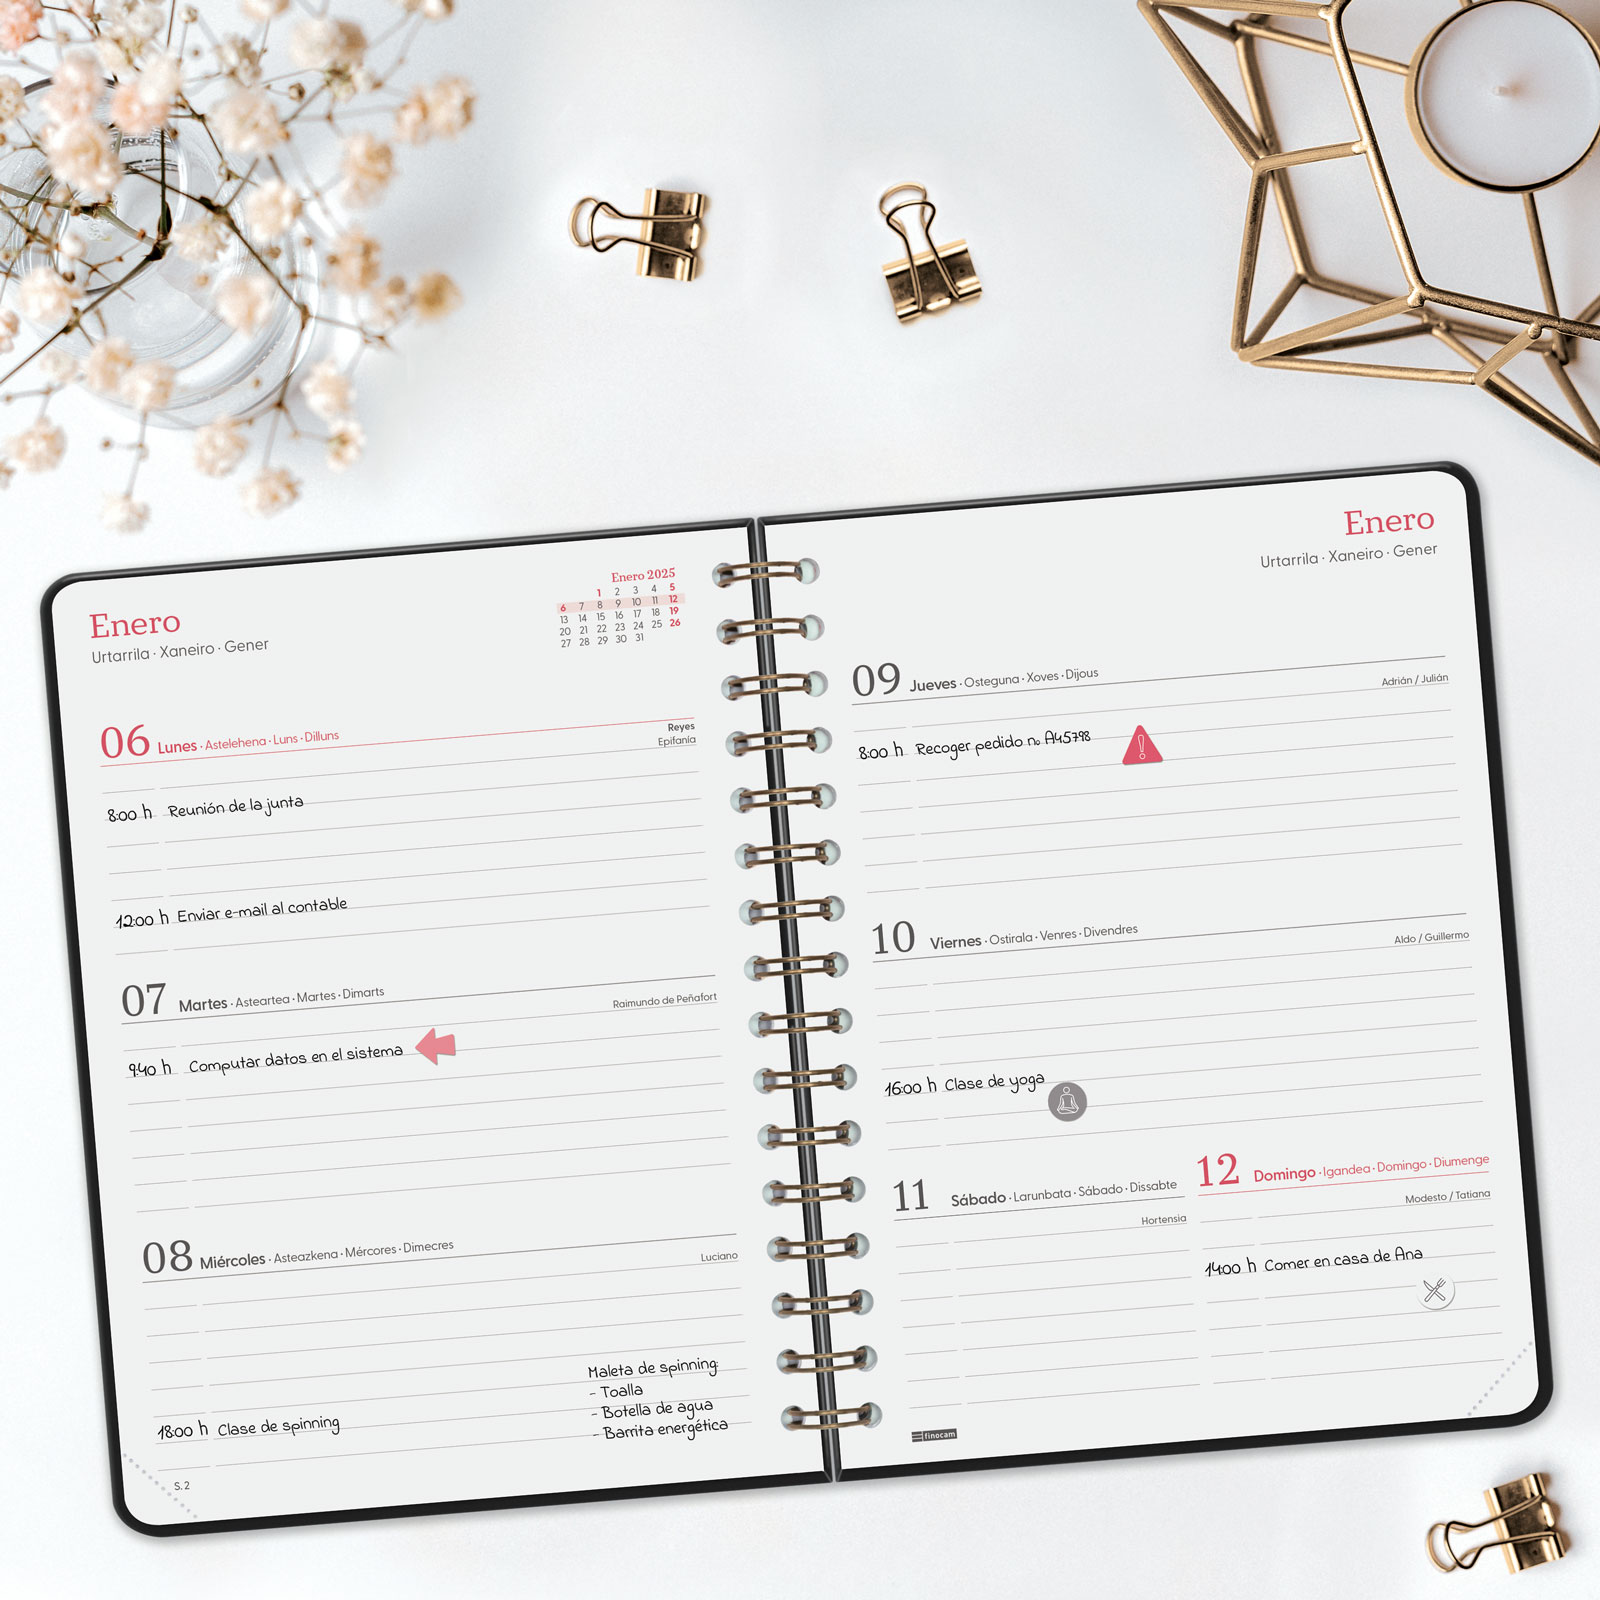 Enero
Urtarrila · Xaneiro · Gener
Enero 2025
1 2 3 4 5
6 7 8 9 10 11 12
13 14 15 16 17 18 19
20 21 22 23 24 25 26
27 28 29 30 31
06 Lunes · Astelehena · Luns · Dilluns
Reyes
Epifanía
8:00 h Reunión de la junta
12:00 h Enviar e-mail al contable
07 Martes · Asteartea · Martes · Dimarts
Raimundo de Peñafort
9:40 h Computar datos en el sistema
08 Miércoles · Asteazkena · Mércores · Dimecres
Luciano
Maleta de spinning:
- Toalla
- Botella de agua
- Barrita energética
18:00 h Clase de spinning
S. 2
Enero
Urtarrila · Xaneiro · Gener
09 Jueves · Osteguna · Xoves · Dijous
Adrián / Julián
8:00 h Recoger pedido nº A45798
10 Viernes · Ostirala · Venres · Divendres
Aldo / Guillermo
16:00 h Clase de yoga
11 Sábado · Larunbata · Sábado · Dissabte
Hortensia
12 Domingo · Igandea · Domingo · Diumenge
Modesto / Tatiana
14:00 h Comer en casa de Ana
finocam